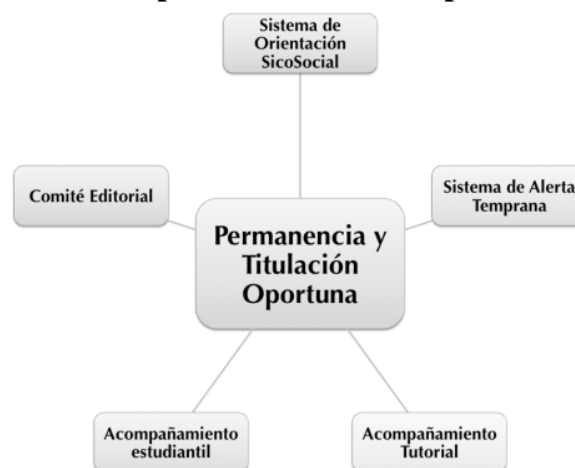 Sistema de
Orientación
SicoSocial
Comité Editorial
Sistema de Alerta
Temprana
Permanencia y
Titulación
Oportuna
Acompañamiento
estudiantil
Acompañamiento
Tutorial